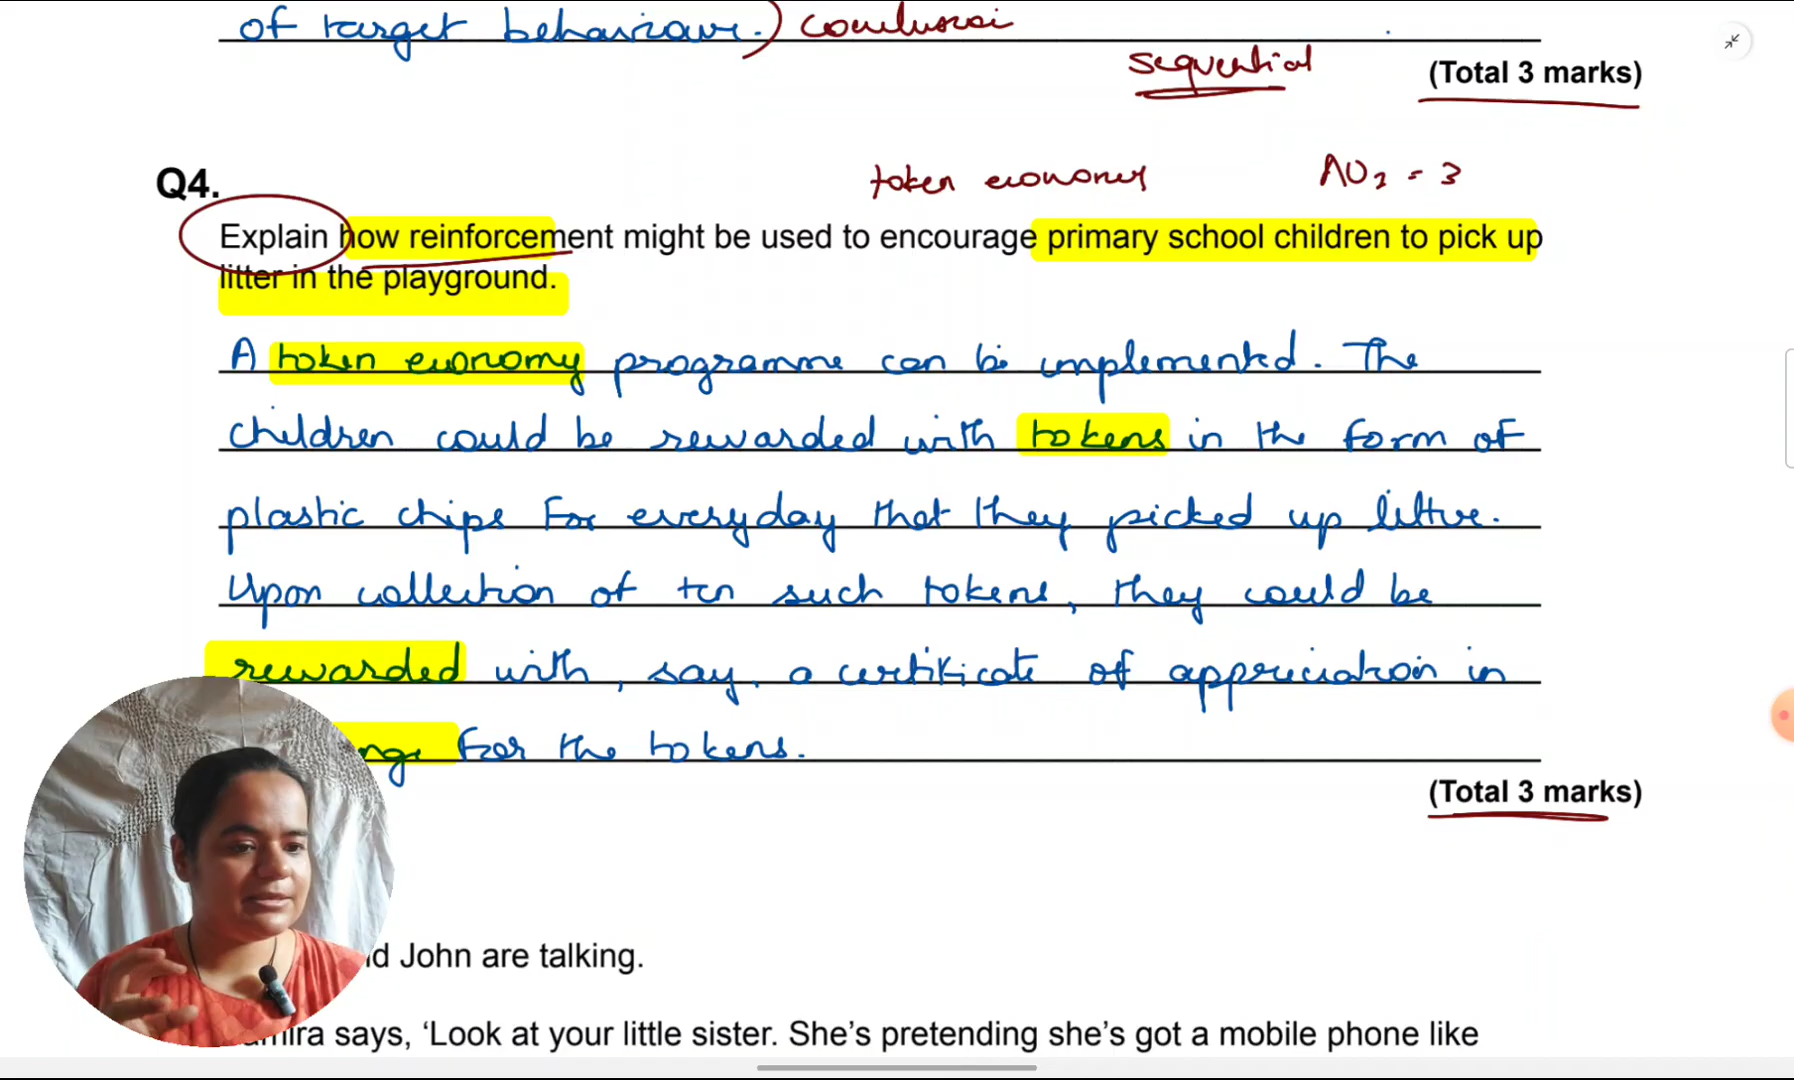 of target behaviour.) conclusion
sequential
(Total 3 marks)
token economy AO2 = 3
Q4.
Explain how reinforcement might be used to encourage primary school children to pick up
litter in the playground.
A token economy programme can be implemented. The
children could be rewarded with tokens in the form of
plastic chips for everyday that they picked up litter.
Upon collection of ten such tokens, they could be
rewarded with, say, a certificate of appreciation in
for the tokens.
(Total 3 marks)
John are talking.
says, ‘Look at your little sister. She’s pretending she’s got a mobile phone like